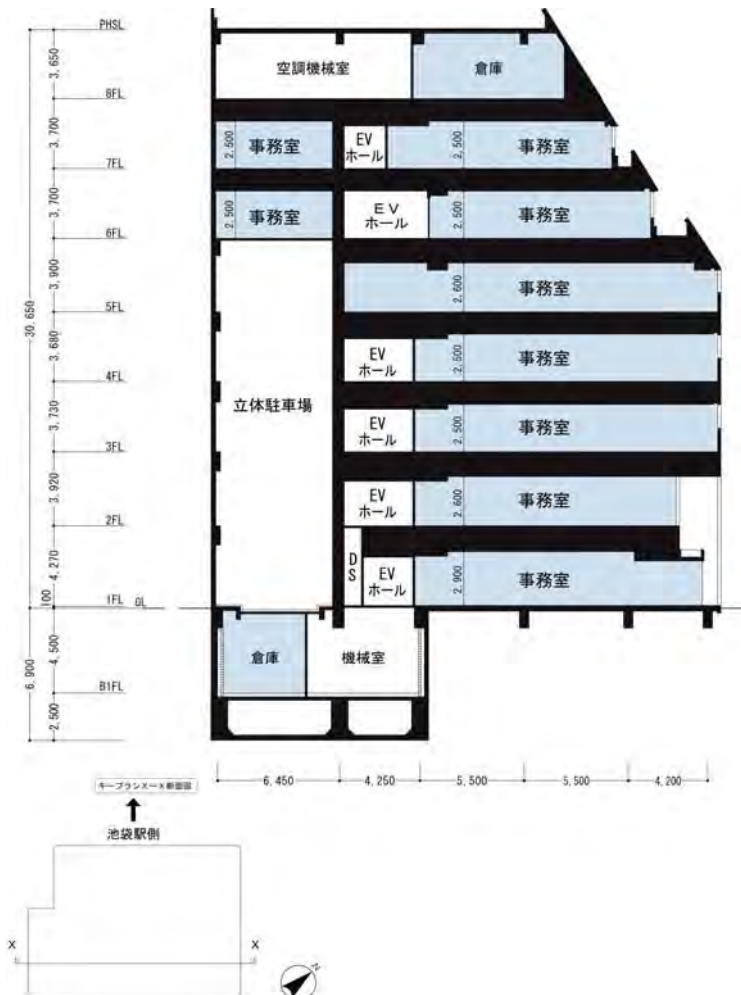 PHSL
3,650
空調機械室
倉庫
8FL
3,700
2,500
事務室
EV
ホール
2,500
事務室
7FL
3,700
2,500
事務室
EV
ホール
2,500
事務室
6FL
3,900
2,600
事務室
5FL
30,650
3,680
EV
ホール
2,500
事務室
4FL
立体駐車場
3,730
EV
ホール
2,500
事務室
3FL
3,920
EV
ホール
2,600
事務室
2FL
4,270
DS
EV
ホール
2,900
事務室
100
1FL
GL
6,900
4,500
倉庫
機械室
B1FL
2,500
6,450
4,250
5,500
5,500
4,200
キープランX-X断面図
池袋駅側
X
X
N